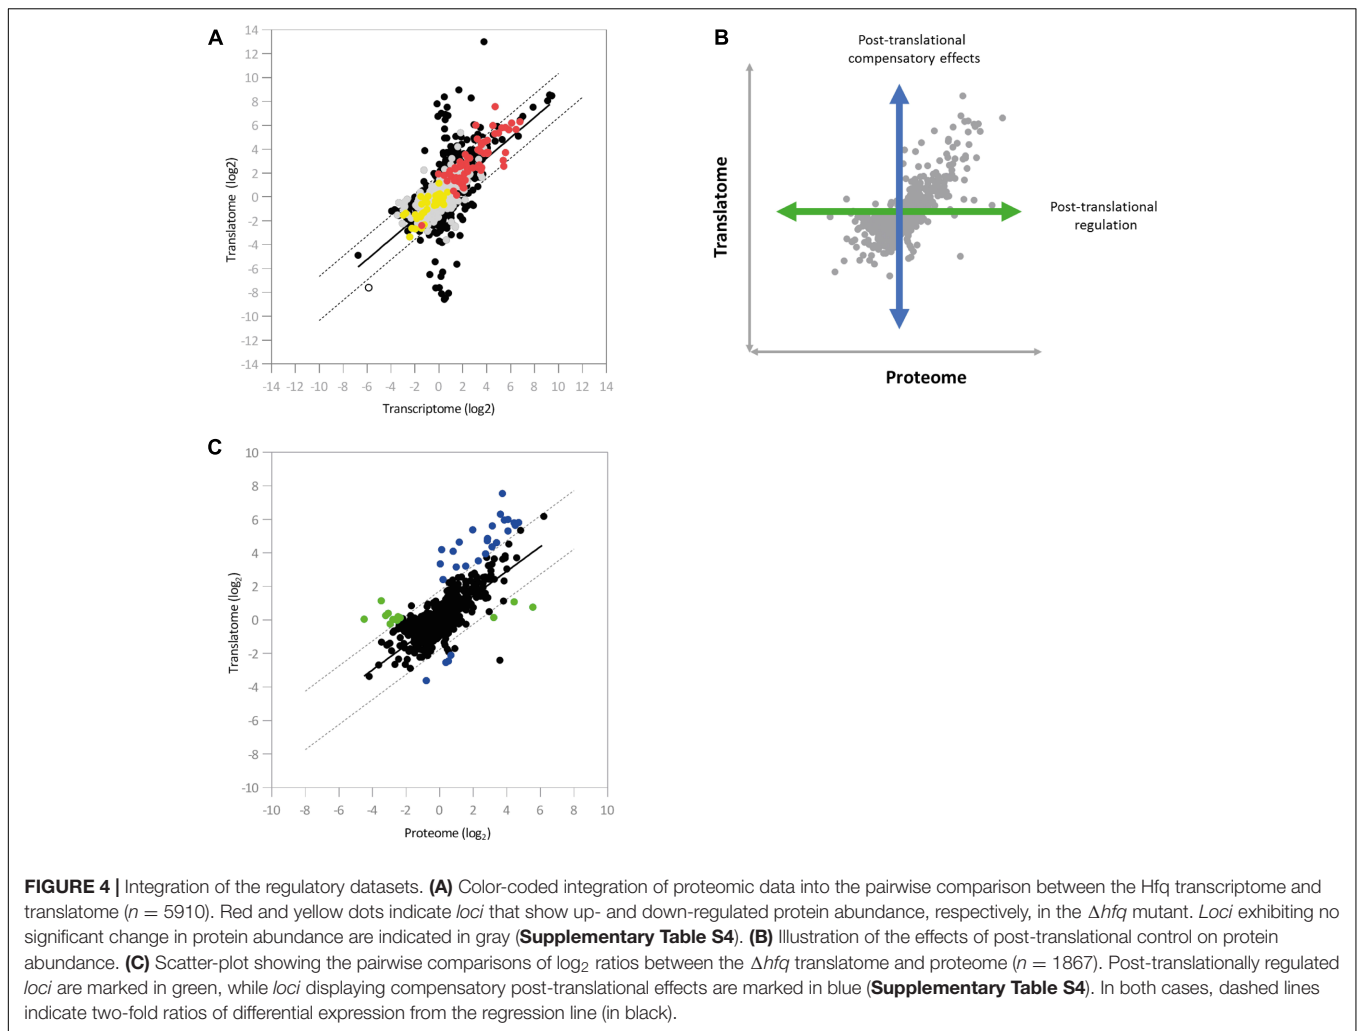 A
14
12
10
8
6
4
2
0
-2
-4
-6
-8
-10
-12
-14
Translatome (log2)
-14 -12 -10 -8 -6 -4 -2 0 2 4 6 8 10 12 14
Transcriptome (log2)
B
Post-translational
compensatory effects
Translatome
Post-translational
regulation
Proteome
C
10
8
6
4
2
0
-2
-4
-6
-8
-10
Translatome (log₂)
-10 -8 -6 -4 -2 0 2 4 6 8 10
Proteome (log₂)
FIGURE 4 | Integration of the regulatory datasets. (A) Color-coded integration of proteomic data into the pairwise comparison between the Hfq transcriptome and
translatome (n = 5910). Red and yellow dots indicate loci that show up- and down-regulated protein abundance, respectively, in the Δhfq mutant. Loci exhibiting no
significant change in protein abundance are indicated in gray (Supplementary Table S4). (B) Illustration of the effects of post-translational control on protein
abundance. (C) Scatter-plot showing the pairwise comparisons of log₂ ratios between the Δhfq translatome and proteome (n = 1867). Post-translationally regulated
loci are marked in green, while loci displaying compensatory post-translational effects are marked in blue (Supplementary Table S4). In both cases, dashed lines
indicate two-fold ratios of differential expression from the regression line (in black).